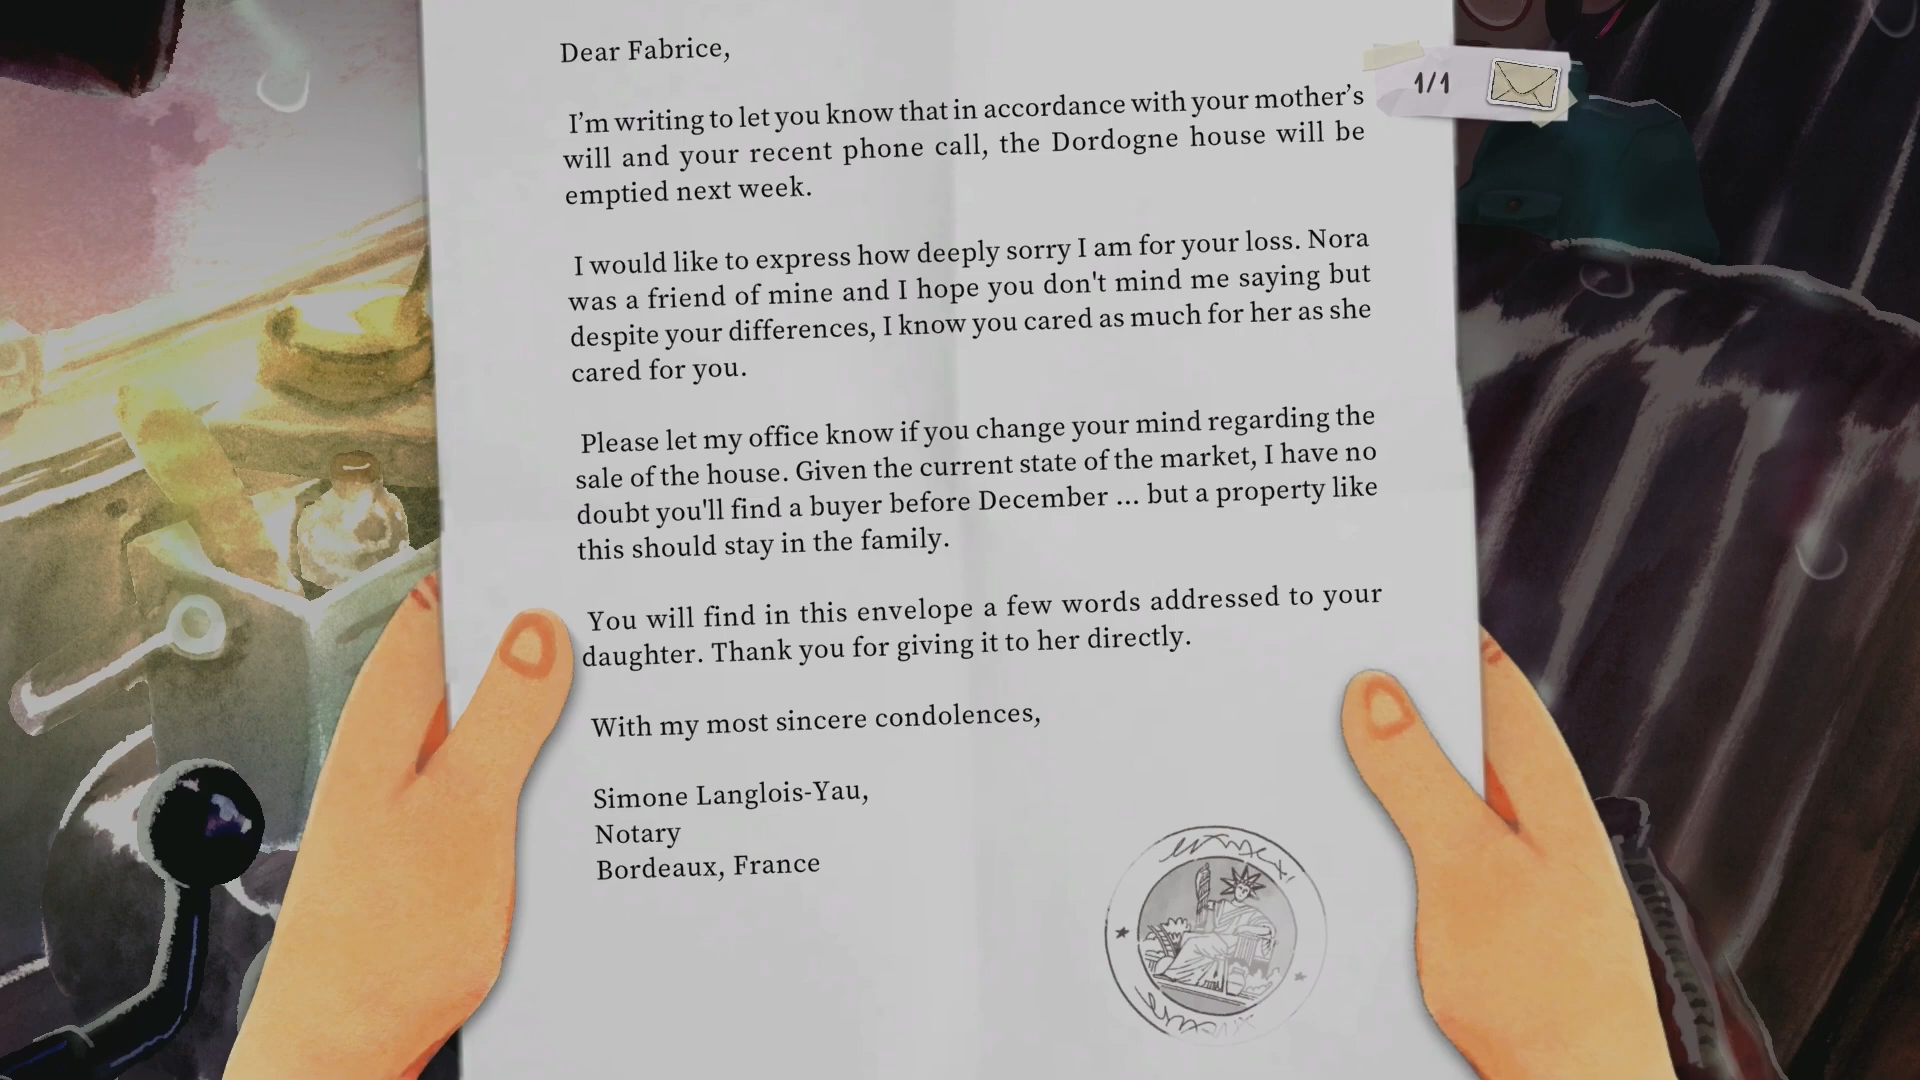 Dear Fabrice,
1/1
I’m writing to let you know that in accordance with your mother’s
will and your recent phone call, the Dordogne house will be
emptied next week.
I would like to express how deeply sorry I am for your loss. Nora
was a friend of mine and I hope you don't mind me saying but
despite your differences, I know you cared as much for her as she
cared for you.
Please let my office know if you change your mind regarding the
sale of the house. Given the current state of the market, I have no
doubt you'll find a buyer before December ... but a property like
this should stay in the family.
You will find in this envelope a few words addressed to your
daughter. Thank you for giving it to her directly.
With my most sincere condolences,
Simone Langlois-Yau,
Notary
Bordeaux, France